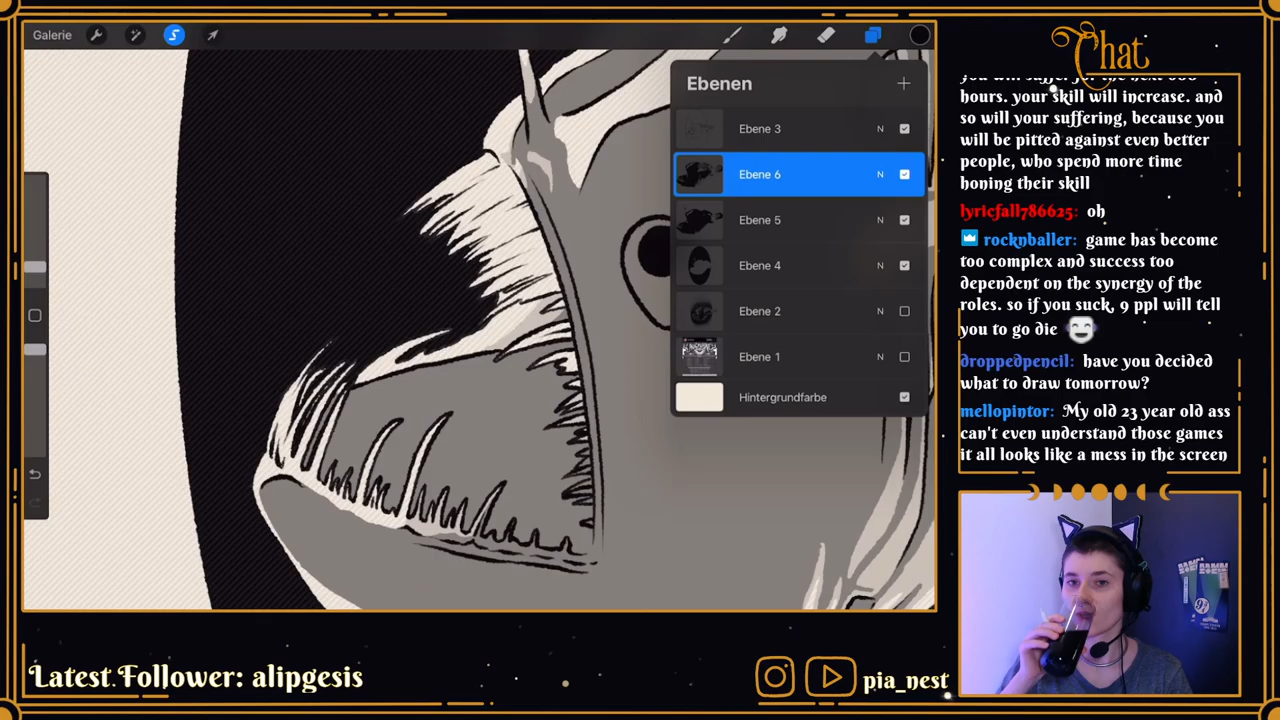 Galerie
Ebenen
Ebene 3 N
Ebene 6 N
Ebene 5 N
Ebene 4 N
Ebene 2 N
Ebene 1 N
Hintergrundfarbe
Chat
hours. your skill will increase. and
so will your suffering, because you
will be pitted against even better
people, who spend more time
honing their skill
lyricfall786625: oh
rocknballer: game has become
too complex and success too
dependent on the synergy of the
roles. so if you suck, 9 ppl will tell
you to go die
droppedpencil: have you decided
what to draw tomorrow?
mellopintor: My old 23 year old ass
can't even understand those games
it all looks like a mess in the screen
Latest Follower: alipgesis
pia_nest